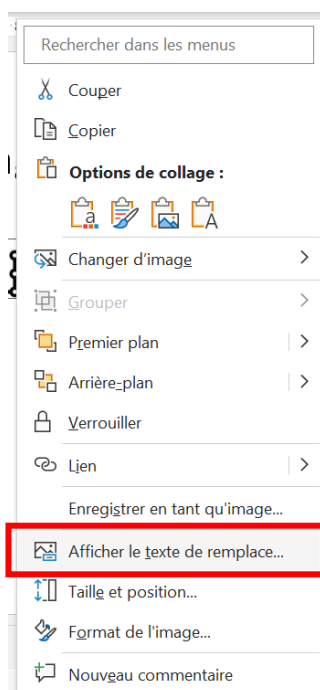 Rechercher dans les menus
Couper
Copier
Options de collage :
Changer d'image
Grouper
Premier plan
Arrière-plan
Verrouiller
Lien
Enregistrer en tant qu'image...
Afficher le texte de remplace...
Taille et position...
Format de l'image...
Nouveau commentaire